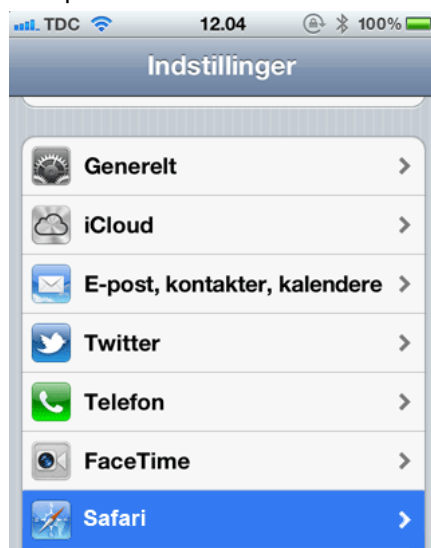 TDC 12.04 100%
Indstillinger
Generelt
iCloud
E-post, kontakter, kalendere
Twitter
Telefon
FaceTime
Safari